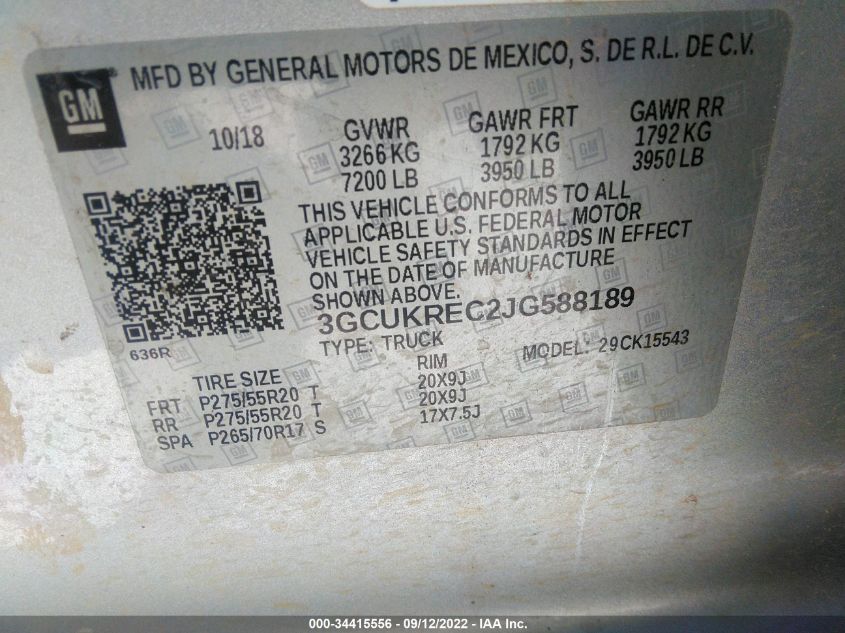 GM
MFD BY GENERAL MOTORS DE MEXICO, S. DE R.L. DE C.V.
10/18
GVWR
3266 KG
7200 LB
GAWR FRT
1792 KG
3950 LB
GAWR RR
1792 KG
3950 LB
THIS VEHICLE CONFORMS TO ALL
APPLICABLE U.S. FEDERAL MOTOR
VEHICLE SAFETY STANDARDS IN EFFECT
ON THE DATE OF MANUFACTURE
SHOWN ABOVE.
3GCUKREC2JG588189
TYPE: TRUCK
MODEL: 29CK15543
636R
TIRE SIZE
RIM
FRT P275/55R20 T 20X9J
RR P275/55R20 T 20X9J
SPA P265/70R17 S 17X7.5J
000-34415556 - 09/12/2022 - IAA Inc.